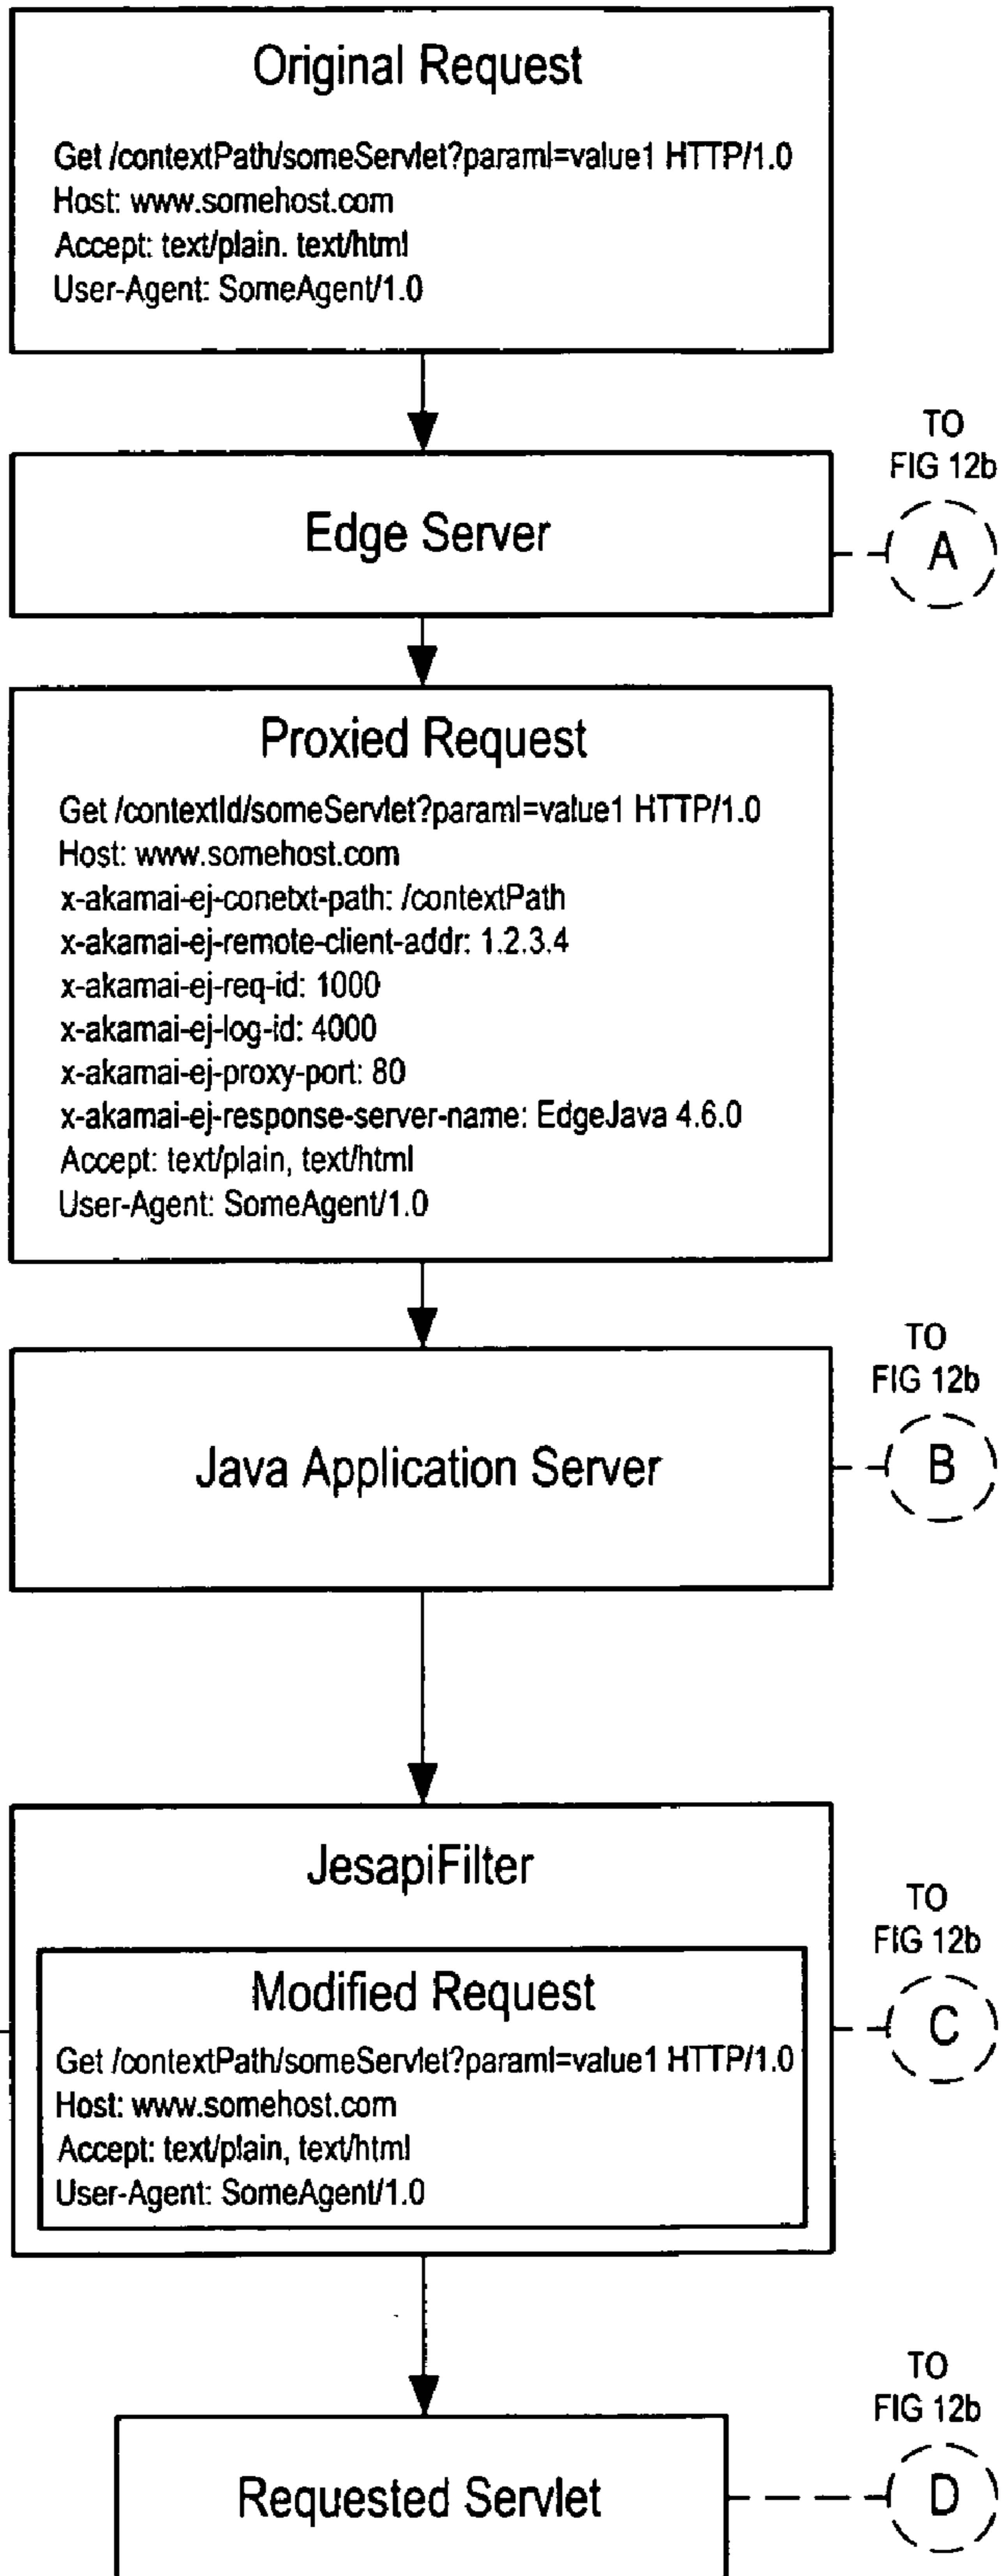 Original Request
Get /contextPath/someServlet?paraml=value1 HTTP/1.0
Host: www.somehost.com
Accept: text/plain. text/html
User-Agent: SomeAgent/1.0
TO
FIG 12b
Edge Server
A
Proxied Request
Get /contextId/someServlet?paraml=value1 HTTP/1.0
Host: www.somehost.com
x-akamai-ej-conetxt-path: /contextPath
x-akamai-ej-remote-client-addr: 1.2.3.4
x-akamai-ej-req-id: 1000
x-akamai-ej-log-id: 4000
x-akamai-ej-proxy-port: 80
x-akamai-ej-response-server-name: EdgeJava 4.6.0
Accept: text/plain, text/html
User-Agent: SomeAgent/1.0
TO
FIG 12b
Java Application Server
B
JesapiFilter
TO
FIG 12b
Modified Request
C
Get /contextPath/someServlet?paraml=value1 HTTP/1.0
Host: www.somehost.com
Accept: text/plain, text/html
User-Agent: SomeAgent/1.0
TO
FIG 12b
Requested Servlet
D